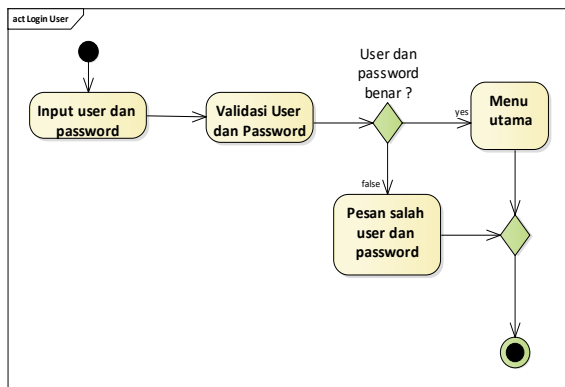 act Login User
User dan
password
benar ?
Input user dan
password
Validasi User
dan Password
yes
Menu
utama
false
Pesan salah
user dan
password